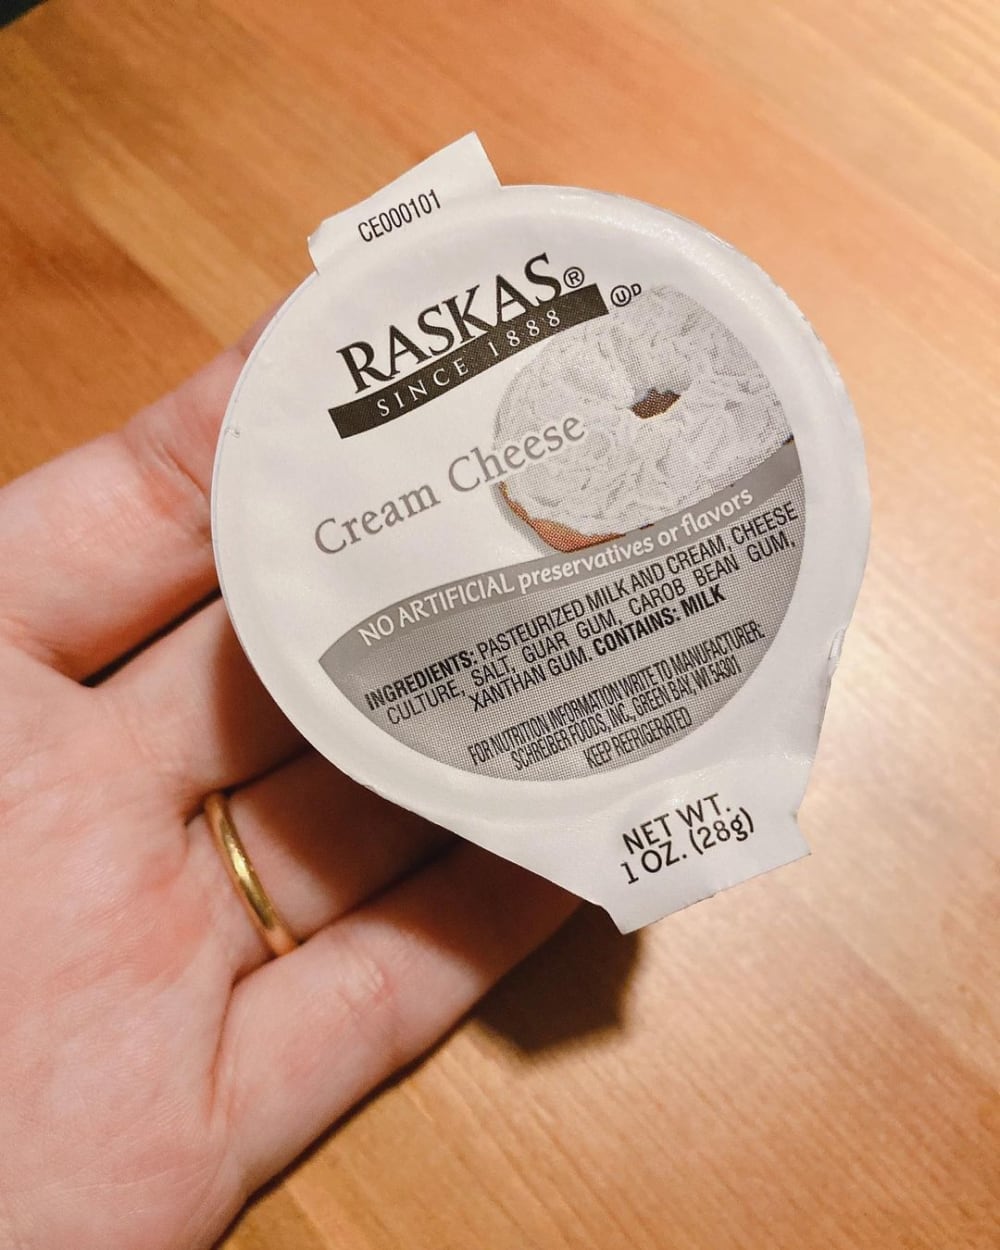 CE000101
RASKAS®
SINCE 1888
ⓊD
Cream Cheese
NO ARTIFICIAL preservatives or flavors
INGREDIENTS: PASTEURIZED MILK AND CREAM, CHEESE
CULTURE, SALT, GUAR GUM, CAROB BEAN GUM,
XANTHAN GUM. CONTAINS: MILK
FOR NUTRITION INFORMATION WRITE TO MANUFACTURER:
SCHREIBER FOODS, INC., GREEN BAY, WI 54301
KEEP REFRIGERATED
NET WT.
1 OZ. (28g)